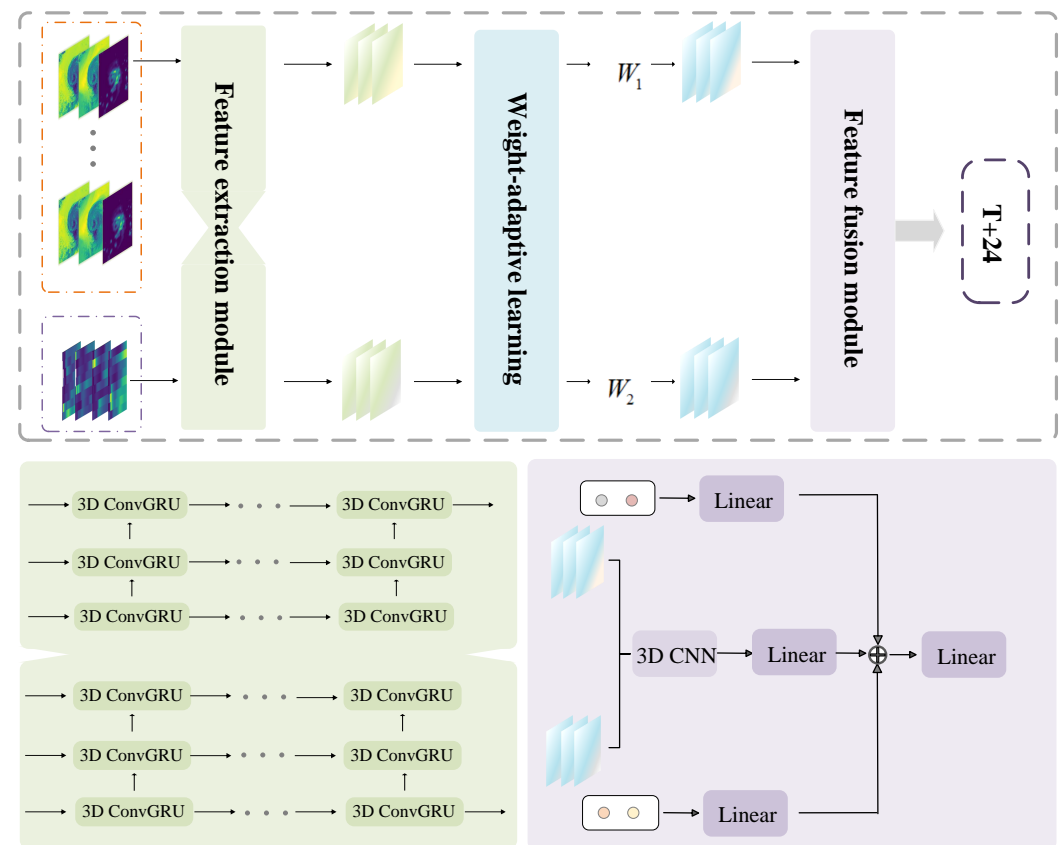 Feature extraction module
Weight-adaptive learning
W1
W2
Feature fusion module
T+24
3D ConvGRU
3D ConvGRU
3D ConvGRU
3D ConvGRU
3D ConvGRU
3D ConvGRU
3D ConvGRU
3D ConvGRU
3D ConvGRU
3D ConvGRU
3D ConvGRU
3D ConvGRU
Linear
3D CNN
Linear
Linear
Linear